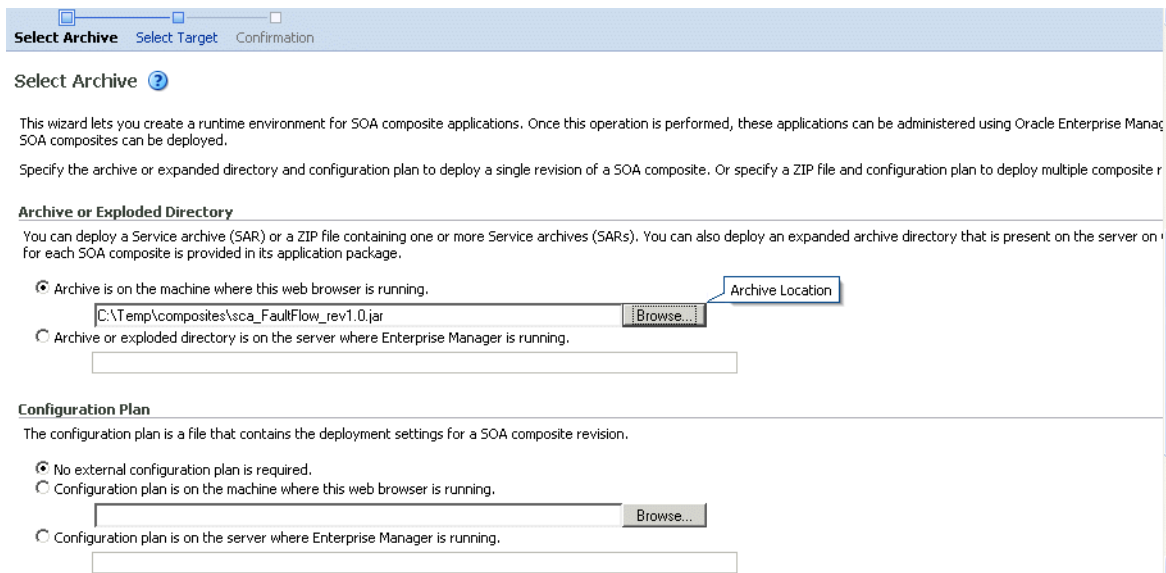 Select Archive Select Target Confirmation
Select Archive ?
This wizard lets you create a runtime environment for SOA composite applications. Once this operation is performed, these applications can be administered using Oracle Enterprise Manag
SOA composites can be deployed.
Specify the archive or expanded directory and configuration plan to deploy a single revision of a SOA composite. Or specify a ZIP file and configuration plan to deploy multiple composite r
Archive or Exploded Directory
You can deploy a Service archive (SAR) or a ZIP file containing one or more Service archives (SARs). You can also deploy an expanded archive directory that is present on the server on
for each SOA composite is provided in its application package.
Archive is on the machine where this web browser is running.
Archive Location
C:\Temp\composites\sca_FaultFlow_rev1.0.jar Browse...
Archive or exploded directory is on the server where Enterprise Manager is running.
Configuration Plan
The configuration plan is a file that contains the deployment settings for a SOA composite revision.
No external configuration plan is required.
Configuration plan is on the machine where this web browser is running.
Browse...
Configuration plan is on the server where Enterprise Manager is running.